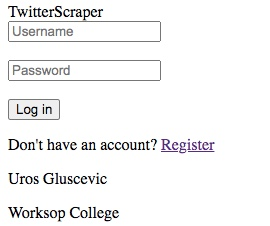 TwitterScraper
Username
Password
Log in
Don't have an account? Register
Uros Gluscevic
Worksop College